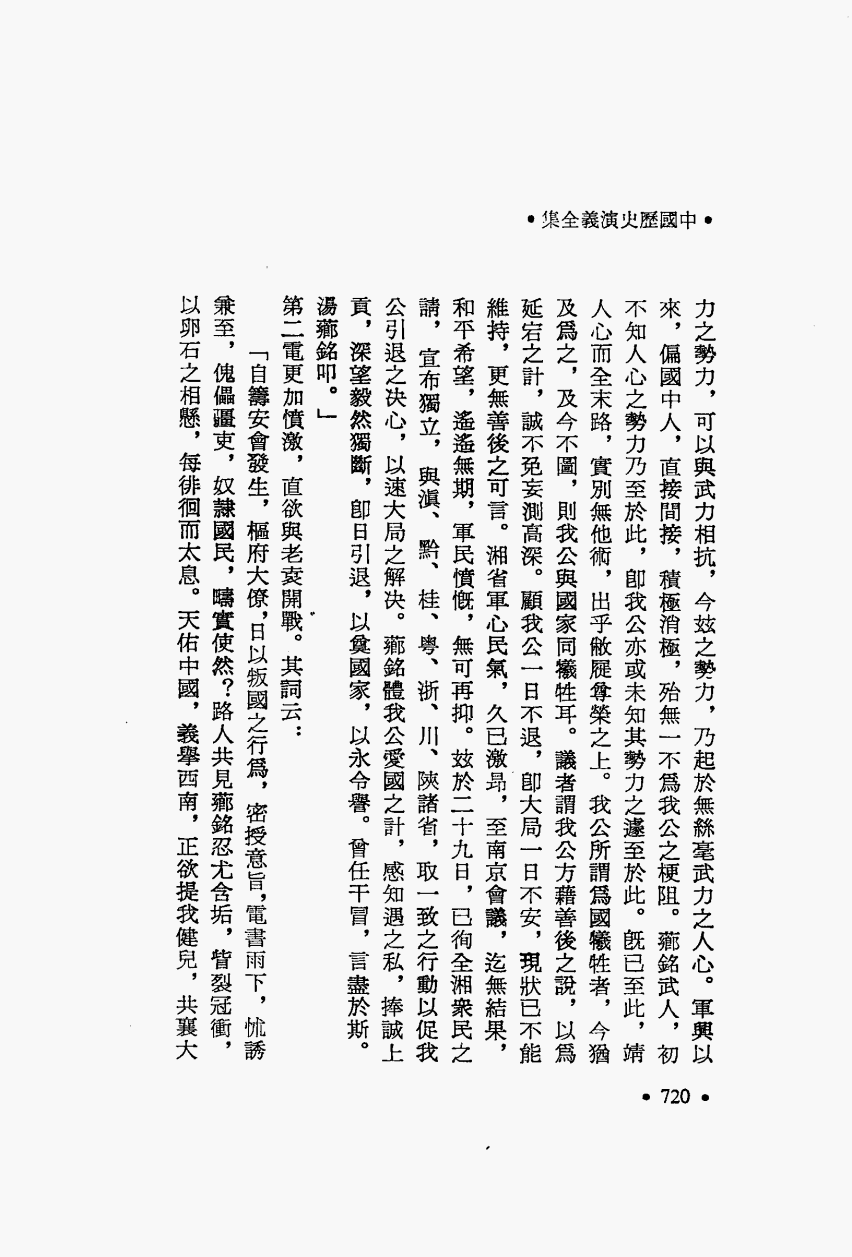 •中國歷史演義全集•
力之勢力，可以與武力相抗，今玆之勢力，乃起於無絲毫武力之人心。軍興以
來，偏國中人，直接間接，積極消極，殆無一不爲我公之梗阻。薌銘武人，初
不知人心之勢力乃至於此，卽我公亦或未知其勢力之遽至於此。旣已至此，靖
人心而全末路，實別無他術，出乎敝屣尊榮之上。我公所謂爲國犧牲者，今猶
及爲之，及今不圖，則我公與國家同犧牲耳。議者謂我公方藉善後之說，以爲
延宕之計，誠不免妄測高深。顧我公一日不退，卽大局一日不安，現狀已不能
維持，更無善後之可言。湘省軍心民氣，久已激昂，至南京會議，迄無結果，
和平希望，遙遙無期，軍民憤慨，無可再抑。玆於二十九日，已徇全湘衆民之
請，宣布獨立，與滇、黔、桂、粵、浙、川、陝諸省，取一致之行動以促我
公引退之决心，以速大局之解决。薌銘體我公愛國之計，感知遇之私，捧誠上
貢，深望毅然獨斷，卽日引退，以奠國家，以永令譽。曾任干冒，言盡於斯。
湯薌銘叩。」
第二電更加憤激，直欲與老袁開戰。其詞云：
「自籌安會發生，樞府大僚，日以叛國之行爲，密授意旨，電書雨下，怵誘
兼至，傀儡疆吏，奴隸國民，疇實使然？路人共見薌銘忍尤含垢，眥裂冠衝，
以卵石之相懸，每徘徊而太息。天佑中國，義擧西南，正欲提我健兒，共襄大
•720•